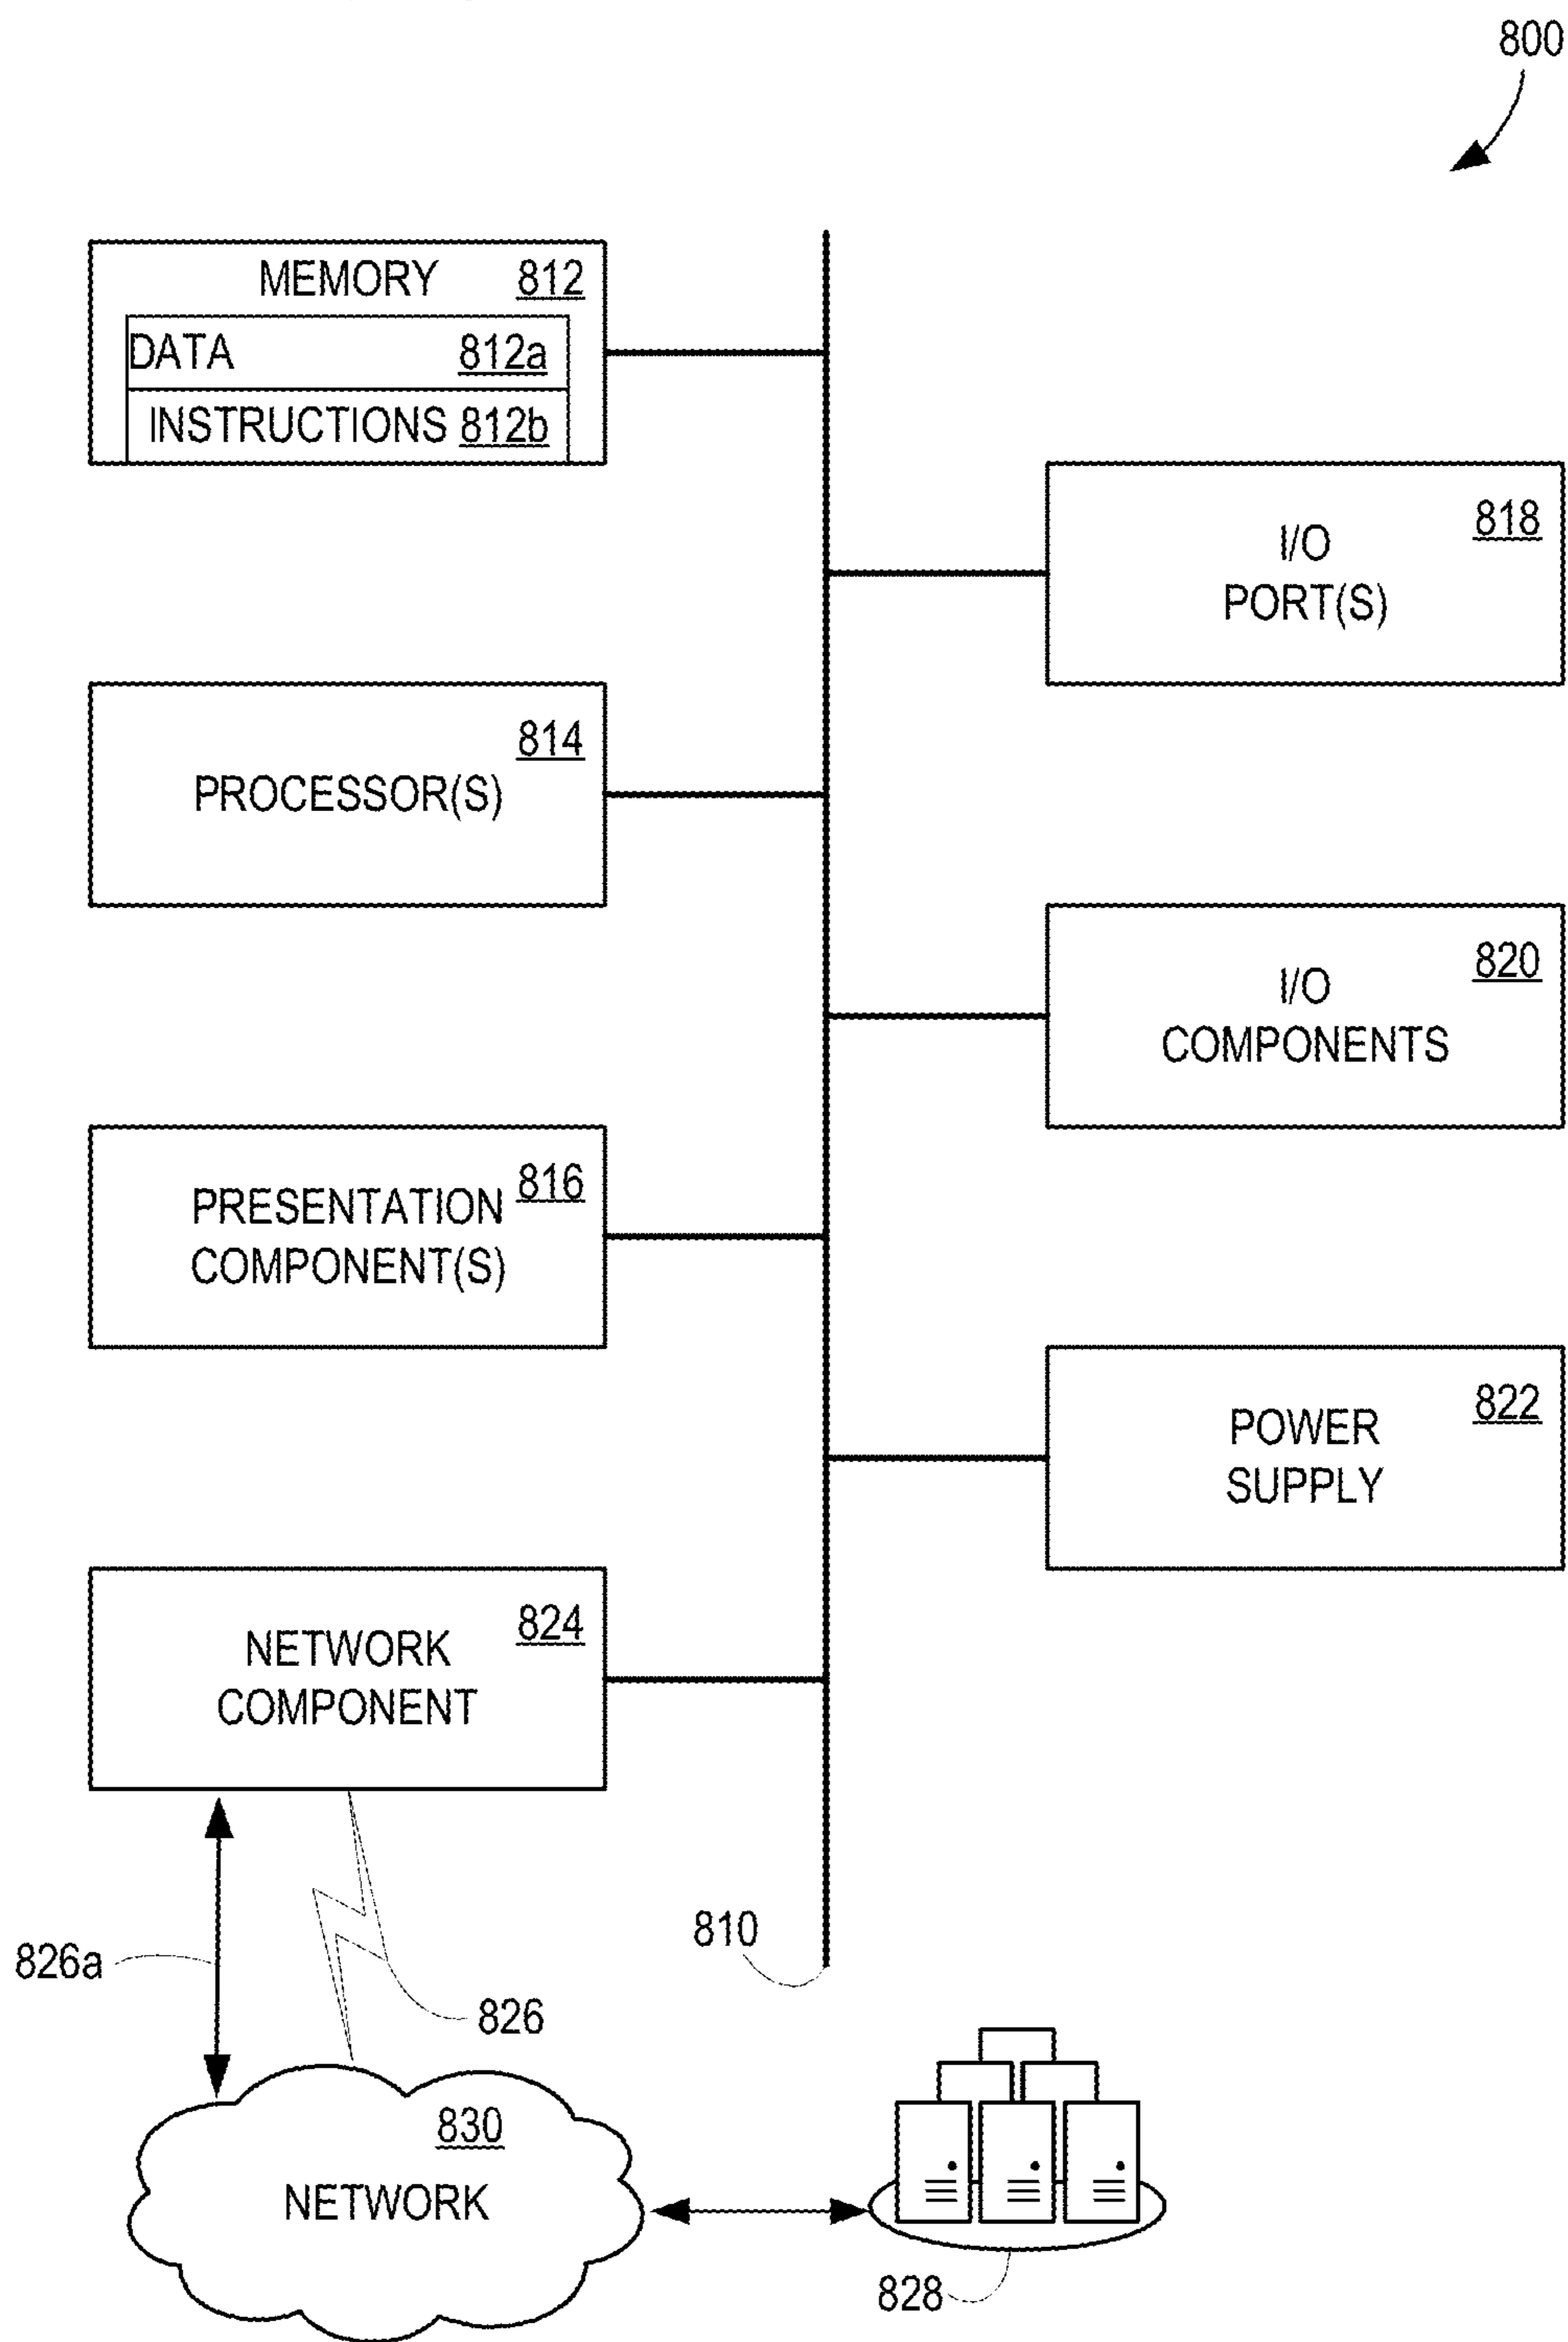 800
MEMORY 812
DATA 812a
INSTRUCTIONS 812b
818
I/O
PORT(S)
814
PROCESSOR(S)
820
I/O
COMPONENTS
816
PRESENTATION
COMPONENT(S)
822
POWER
SUPPLY
824
NETWORK
COMPONENT
810
826a
826
830
NETWORK
828